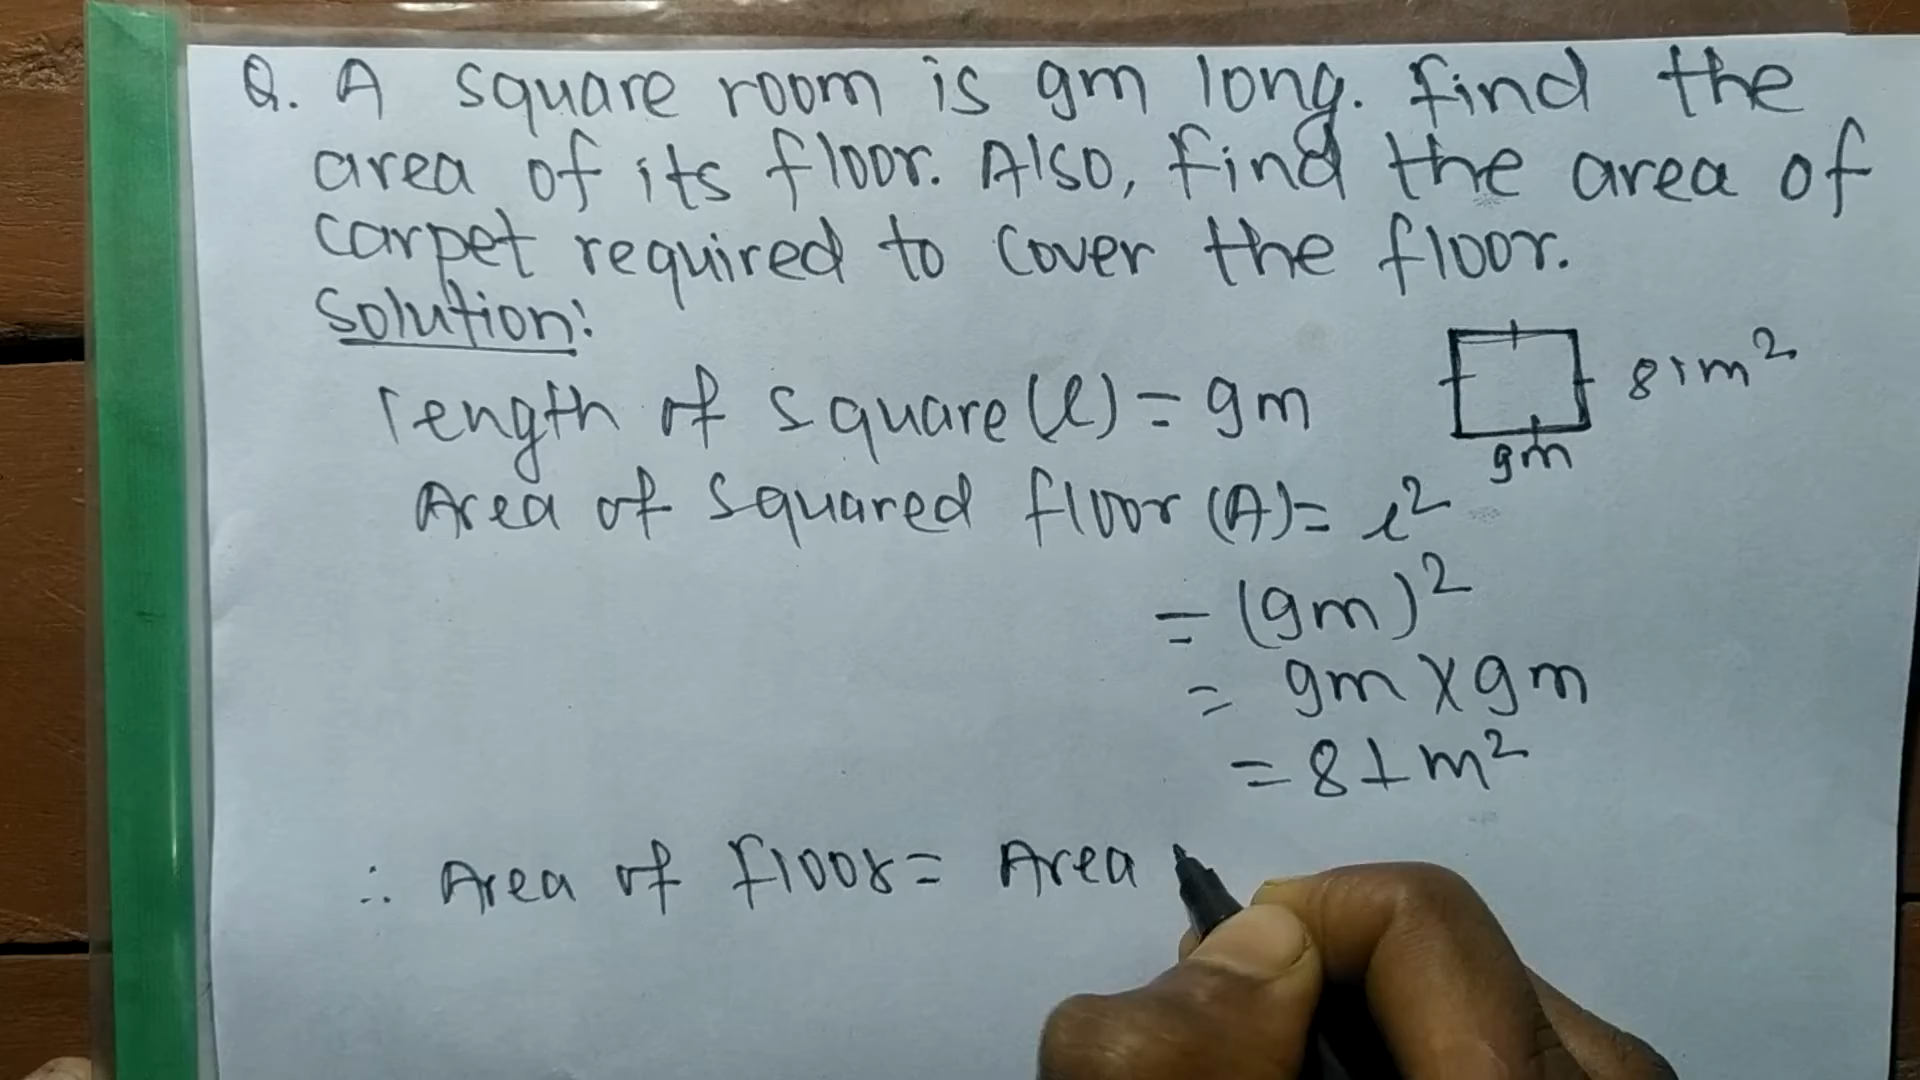 Q. A square room is 9m long. Find the
area of its floor. Also, find the area of
carpet required to cover the floor.
Solution:
length of square (l) = 9m
81m²
9m
Area of squared floor (A) = l²
= (9m)²
= 9m x 9m
= 81m²
∴ Area of floor = Area